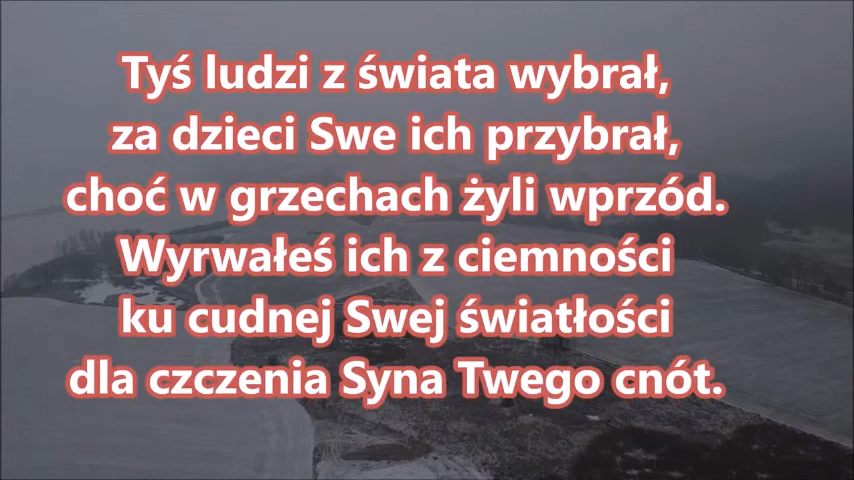 Tyś ludzi z świata wybrał,
za dzieci Swe ich przybrał,
choć w grzechach żyli wprzód.
Wyrwałeś ich z ciemności
ku cudnej Swej światłości
dla czczenia Syna Twego cnót.